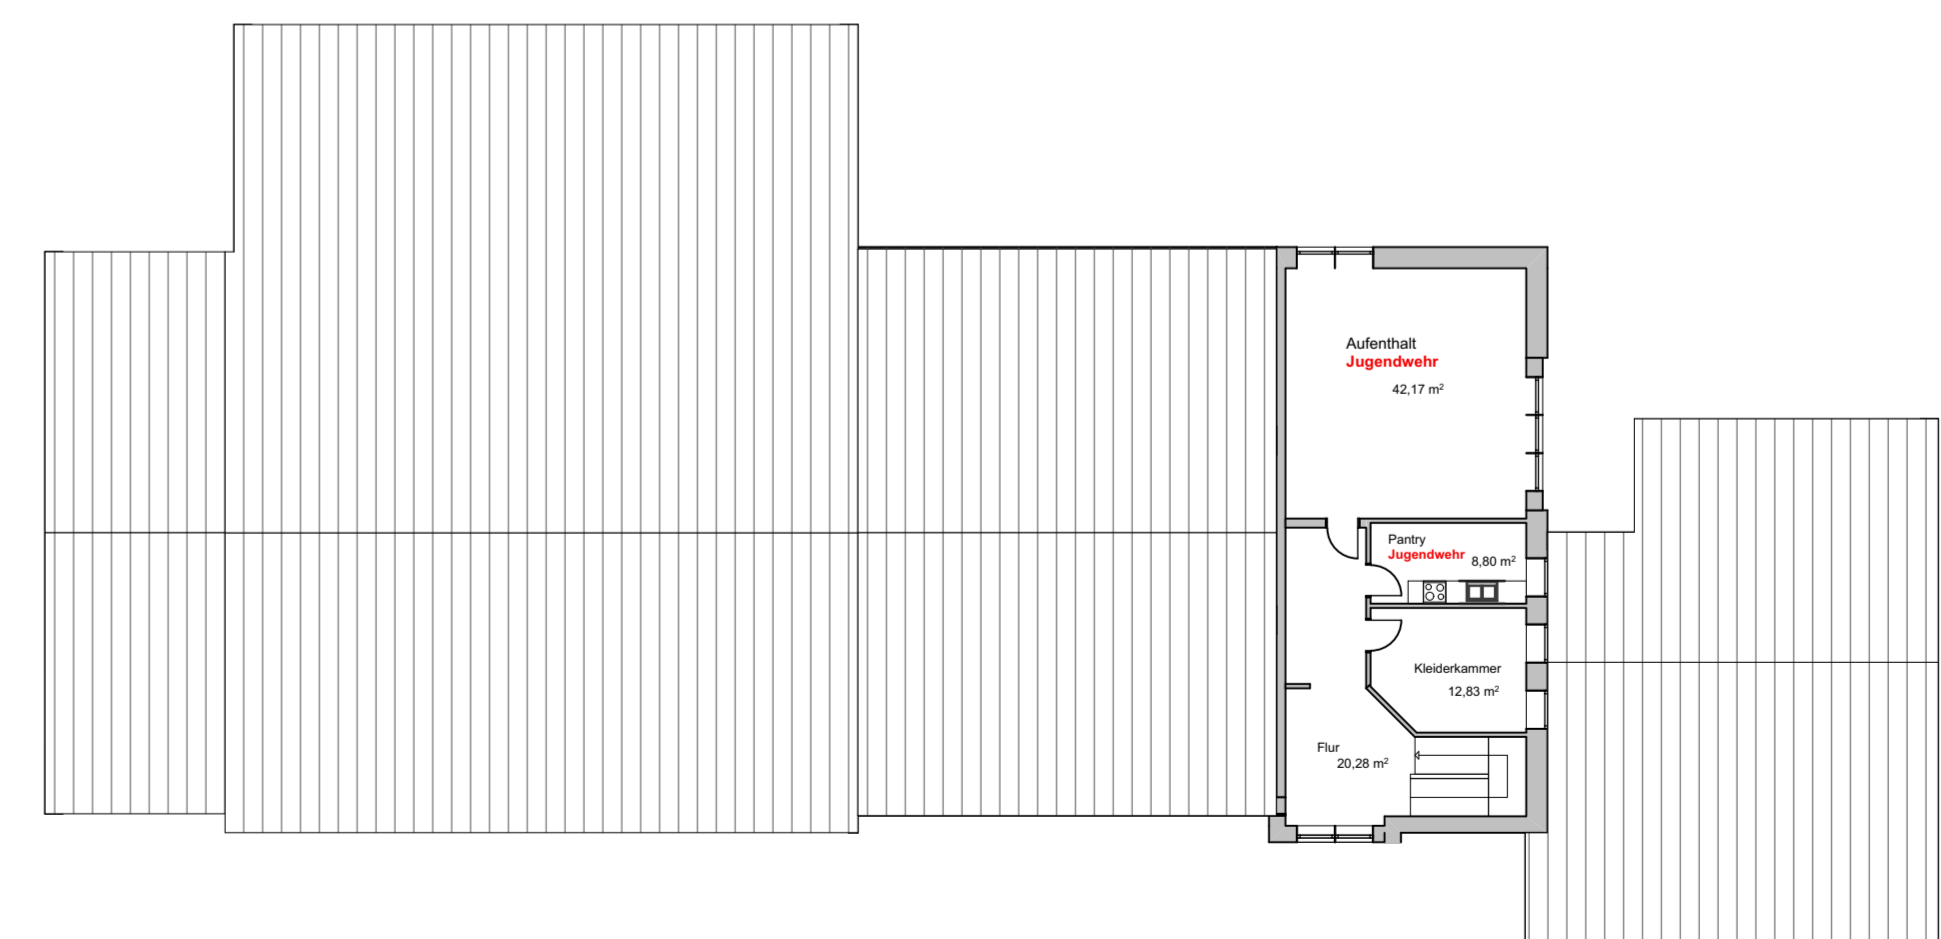 Aufenthalt
Jugendwehr
42,17 m²
Pantry
Jugendwehr
8,80 m²
Kleiderkammer
12,83 m²
Flur
20,28 m²